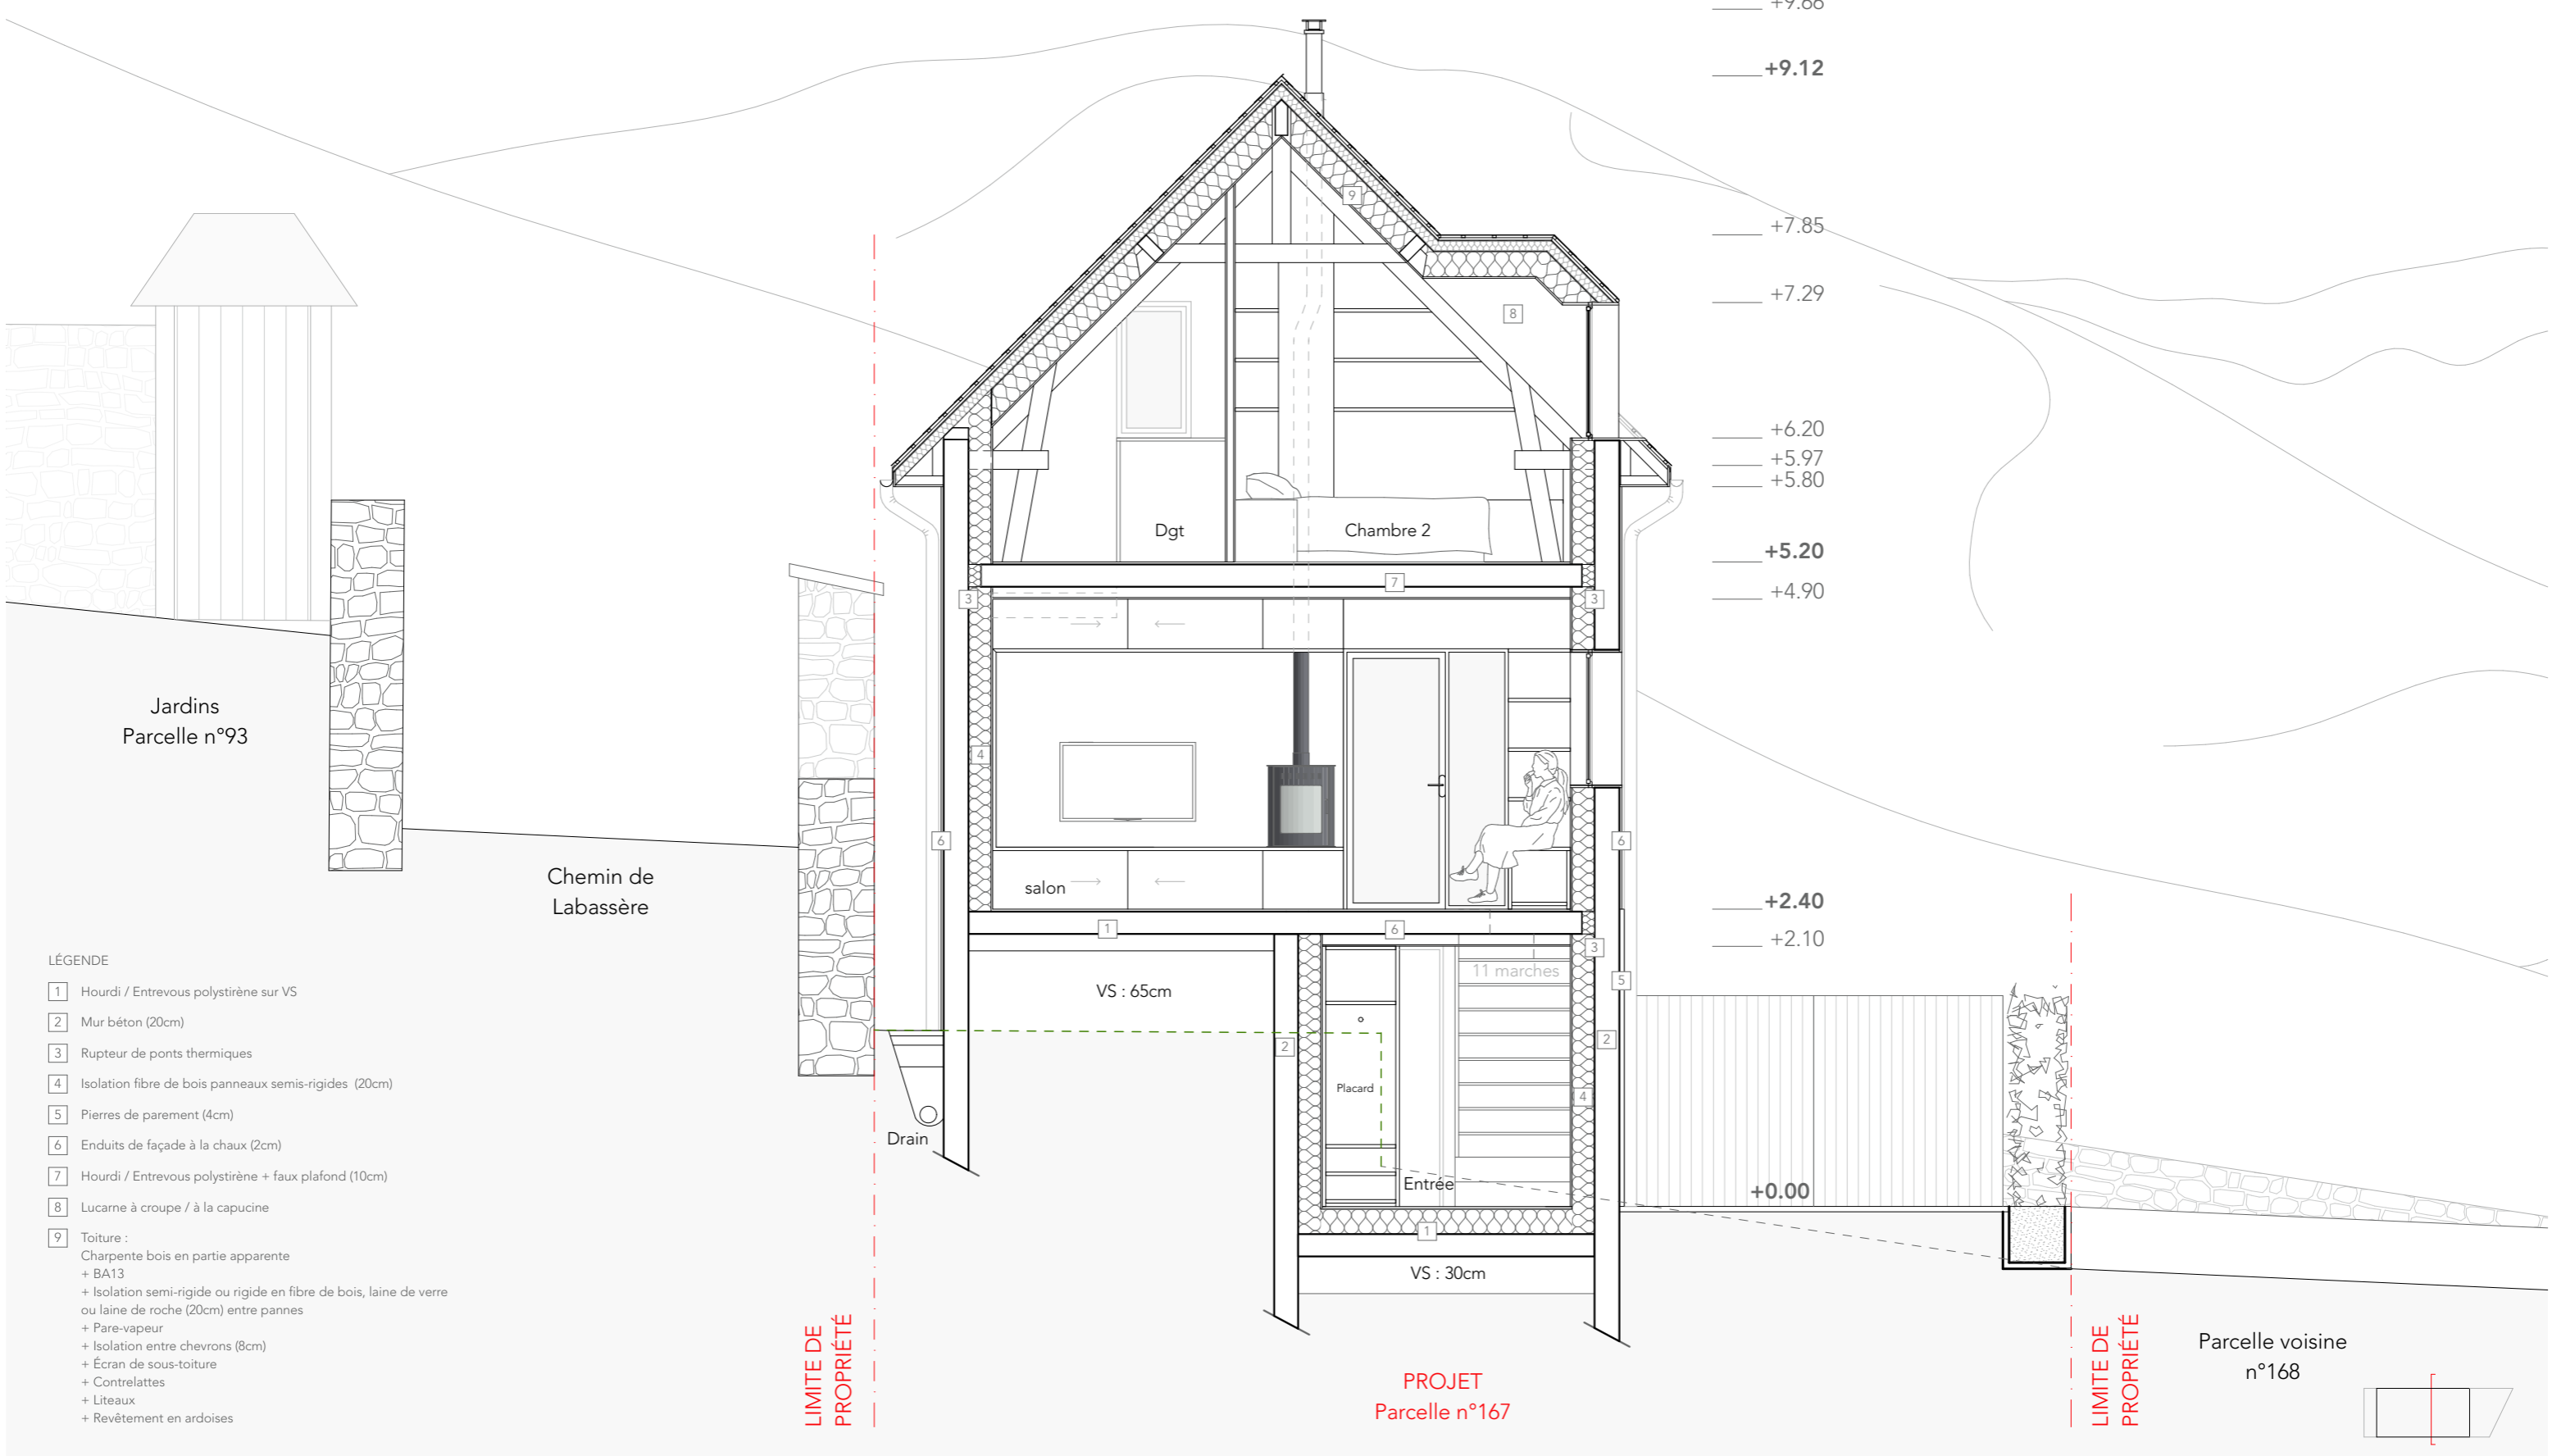 +9.12
+7.85
+7.29
+6.20
+5.97
+5.80
+5.20
+4.90
+2.40
+2.10
+0.00
9
8
Dgt
Chambre 2
7
3
3
4
6
6
salon
1
6
3
11 marches
5
VS : 65cm
2
2
Placard
4
Drain
Entrée
1
VS : 30cm
Jardins
Parcelle n°93
Chemin de
Labassère
LÉGENDE
1 Hourdi / Entrevous polystirène sur VS
2 Mur béton (20cm)
3 Rupteur de ponts thermiques
4 Isolation fibre de bois panneaux semis-rigides (20cm)
5 Pierres de parement (4cm)
6 Enduits de façade à la chaux (2cm)
7 Hourdi / Entrevous polystirène + faux plafond (10cm)
8 Lucarne à croupe / à la capucine
9 Toiture :
Charpente bois en partie apparente
+ BA13
+ Isolation semi-rigide ou rigide en fibre de bois, laine de verre
ou laine de roche (20cm) entre pannes
+ Pare-vapeur
+ Isolation entre chevrons (8cm)
+ Écran de sous-toiture
+ Contrelattes
+ Liteaux
+ Revêtement en ardoises
LIMITE DE
PROPRIÉTÉ
PROJET
Parcelle n°167
LIMITE DE
PROPRIÉTÉ
Parcelle voisine
n°168